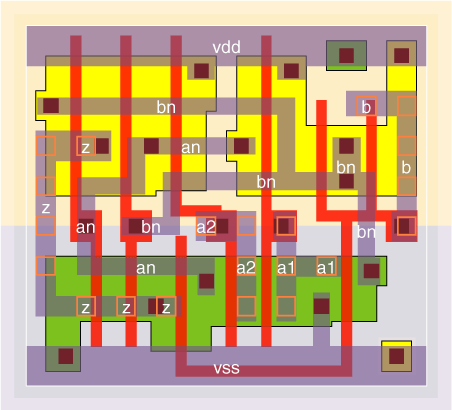 vdd
bn b
z an
bn b
bn
z
an bn a2 bn
an a2 a1 a1
z z z
vss